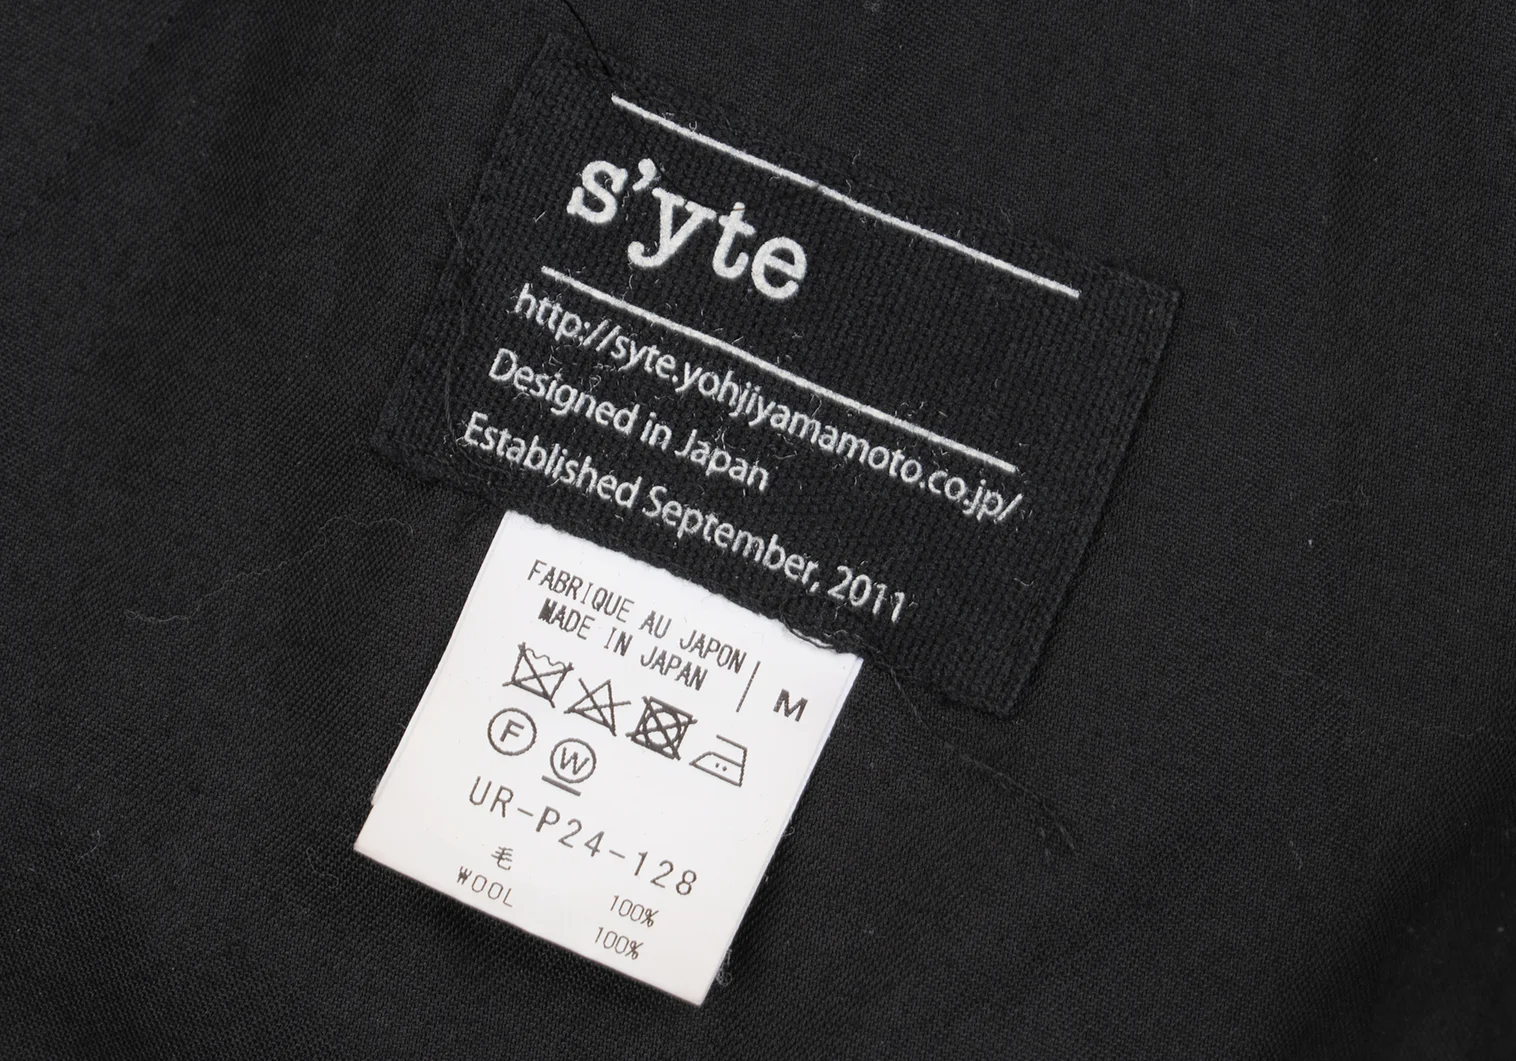 s'yte
http://syte.yohjiyamamoto.co.jp/
Designed in Japan
Established September, 2011
FABRIQUE AU JAPON
MADE IN JAPAN
M
F
W
UR-P24-128
毛 100%
WOOL 100%